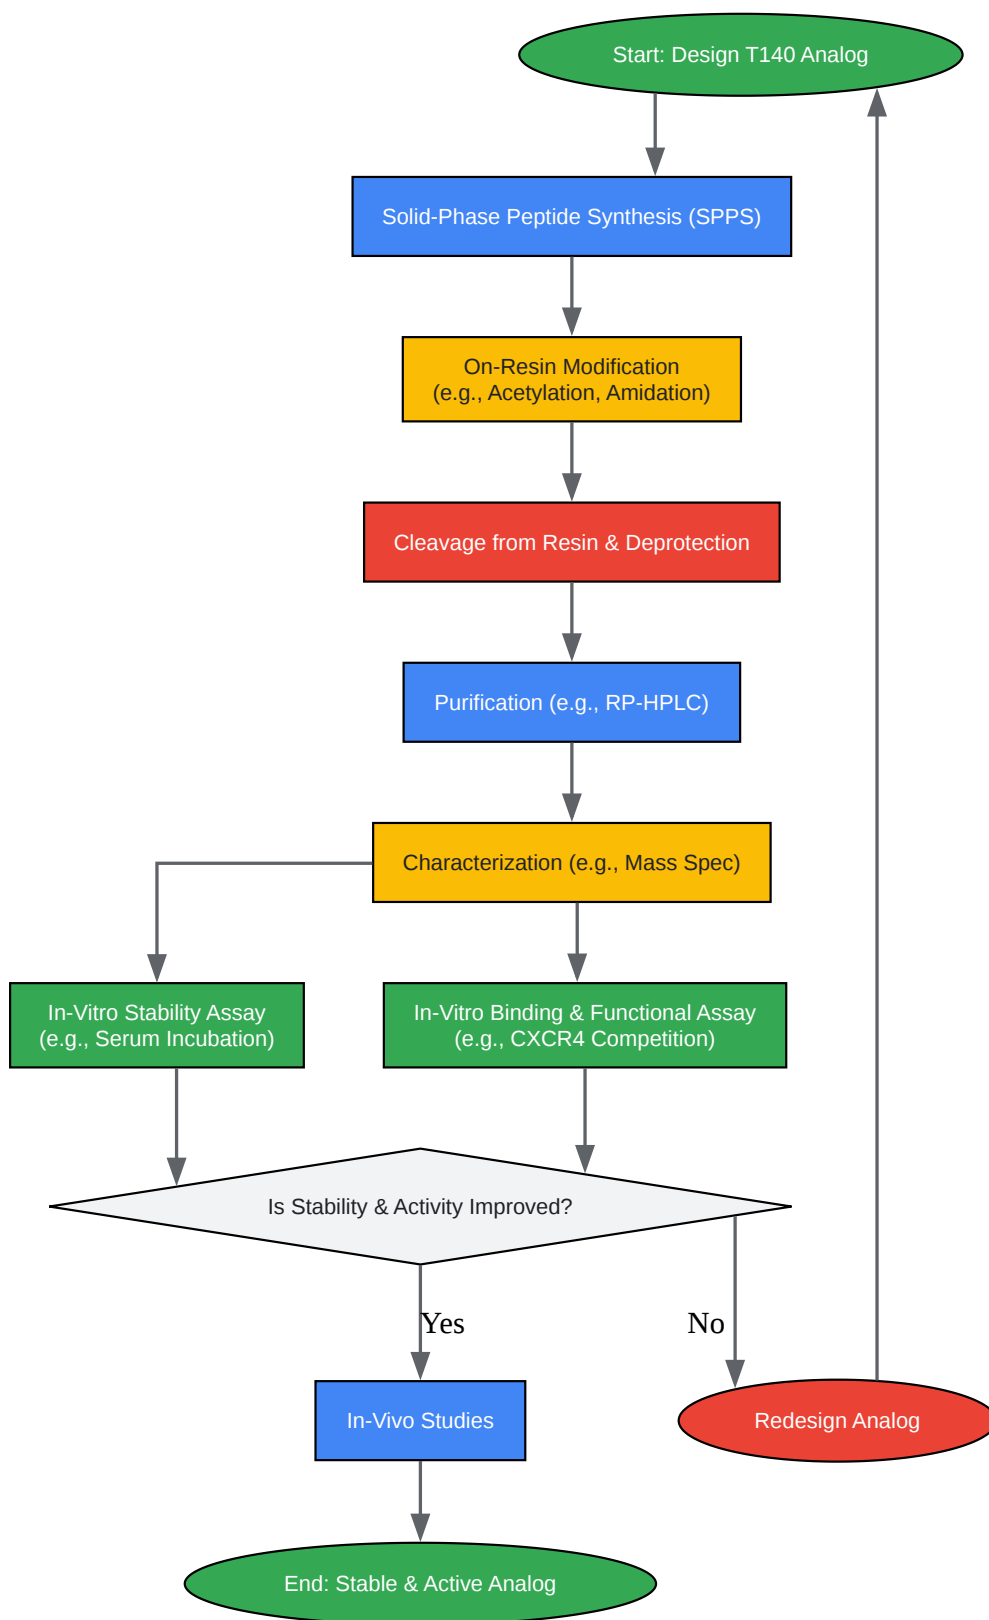 Start: Design T140 Analog
Solid-Phase Peptide Synthesis (SPPS)
On-Resin Modification
(e.g., Acetylation, Amidation)
Cleavage from Resin & Deprotection
Purification (e.g., RP-HPLC)
Characterization (e.g., Mass Spec)
In-Vitro Stability Assay
(e.g., Serum Incubation)
In-Vitro Binding & Functional Assay
(e.g., CXCR4 Competition)
Is Stability & Activity Improved?
Yes
No
In-Vivo Studies
Redesign Analog
End: Stable & Active Analog